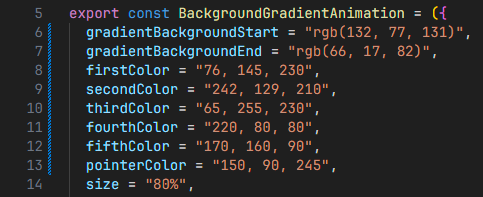 5 export const BackgroundGradientAnimation = ({
6 gradientBackgroundStart = "rgb(132, 77, 131)",
7 gradientBackgroundEnd = "rgb(66, 17, 82)",
8 firstColor = "76, 145, 230",
9 secondColor = "242, 129, 210",
10 thirdColor = "65, 255, 230",
11 fourthColor = "220, 80, 80",
12 fifthColor = "170, 160, 90",
13 pointerColor = "150, 90, 245",
14 size = "80%",